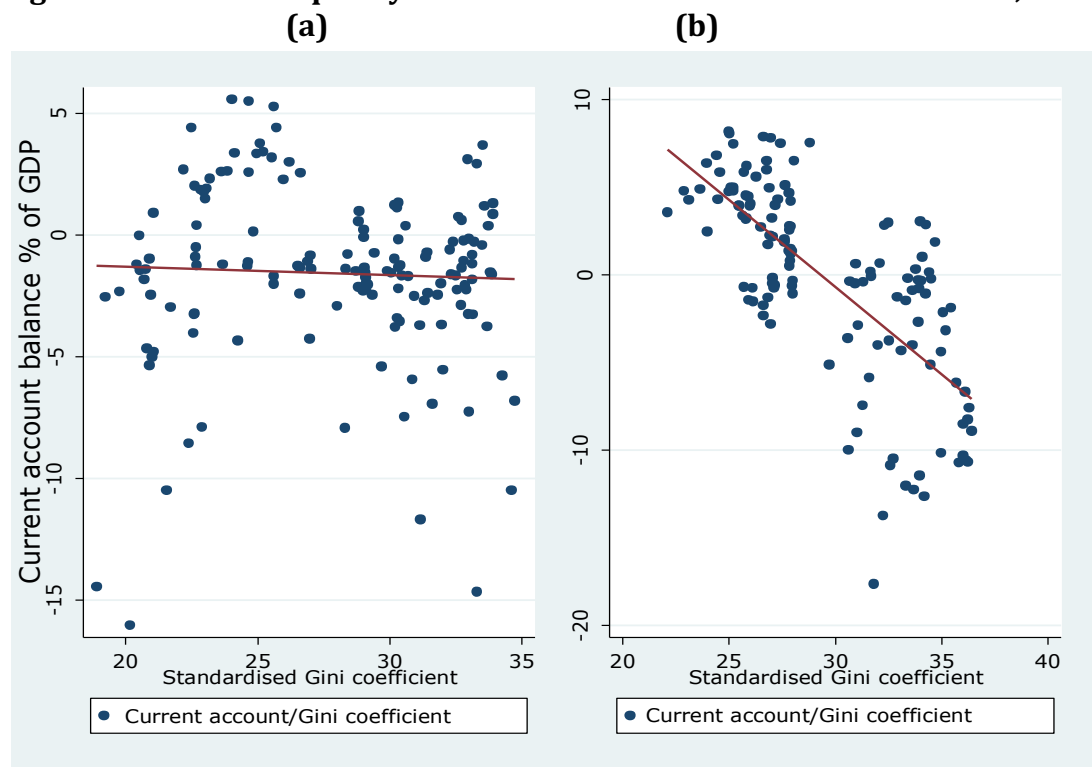 (a)
(b)
Current account balance % of GDP
5
0
-5
-10
-15
20
25
30
35
Standardised Gini coefficient
Current account/Gini coefficient
10
0
-10
-20
20
25
30
35
40
Standardised Gini coefficient
Current account/Gini coefficient